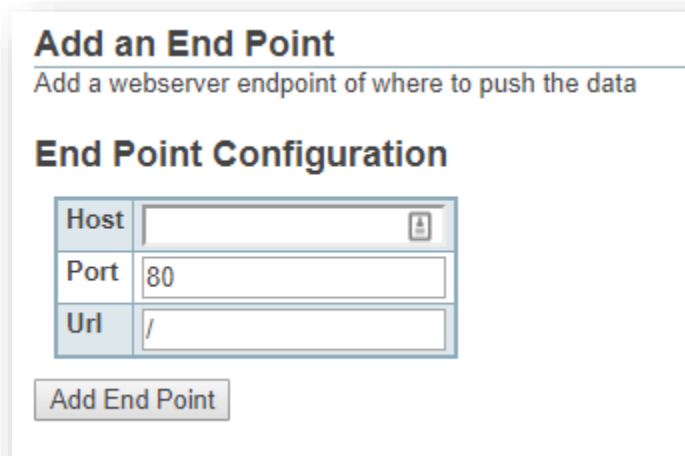 Add an End Point
Add a webserver endpoint of where to push the data
End Point Configuration
Host
Port 80
Url /
Add End Point